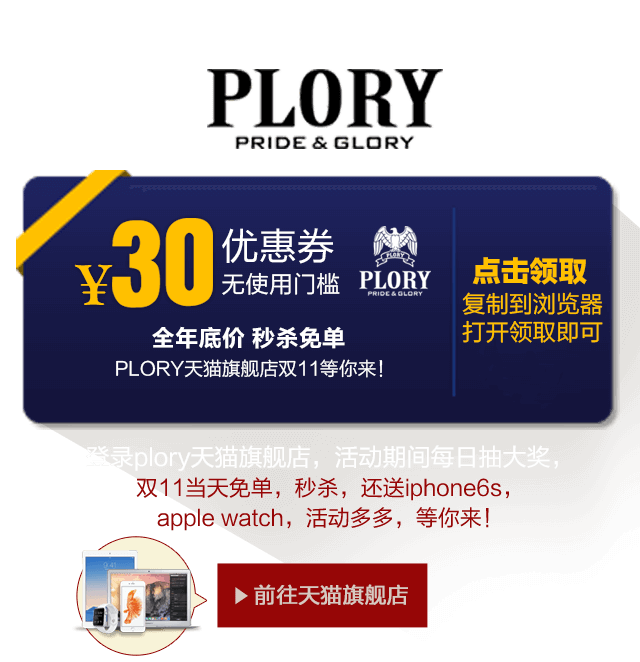 PLORY
PRIDE & GLORY
¥30 优惠券
无使用门槛
PLORY
PLORY
PRIDE & GLORY
全年底价 秒杀免单
PLORY天猫旗舰店双11等你来！
点击领取
复制到浏览器
打开领取即可
登录plory天猫旗舰店，活动期间每日抽大奖，
双11当天免单，秒杀，还送iphone6s，
apple watch，活动多多，等你来！
9:41
前往天猫旗舰店